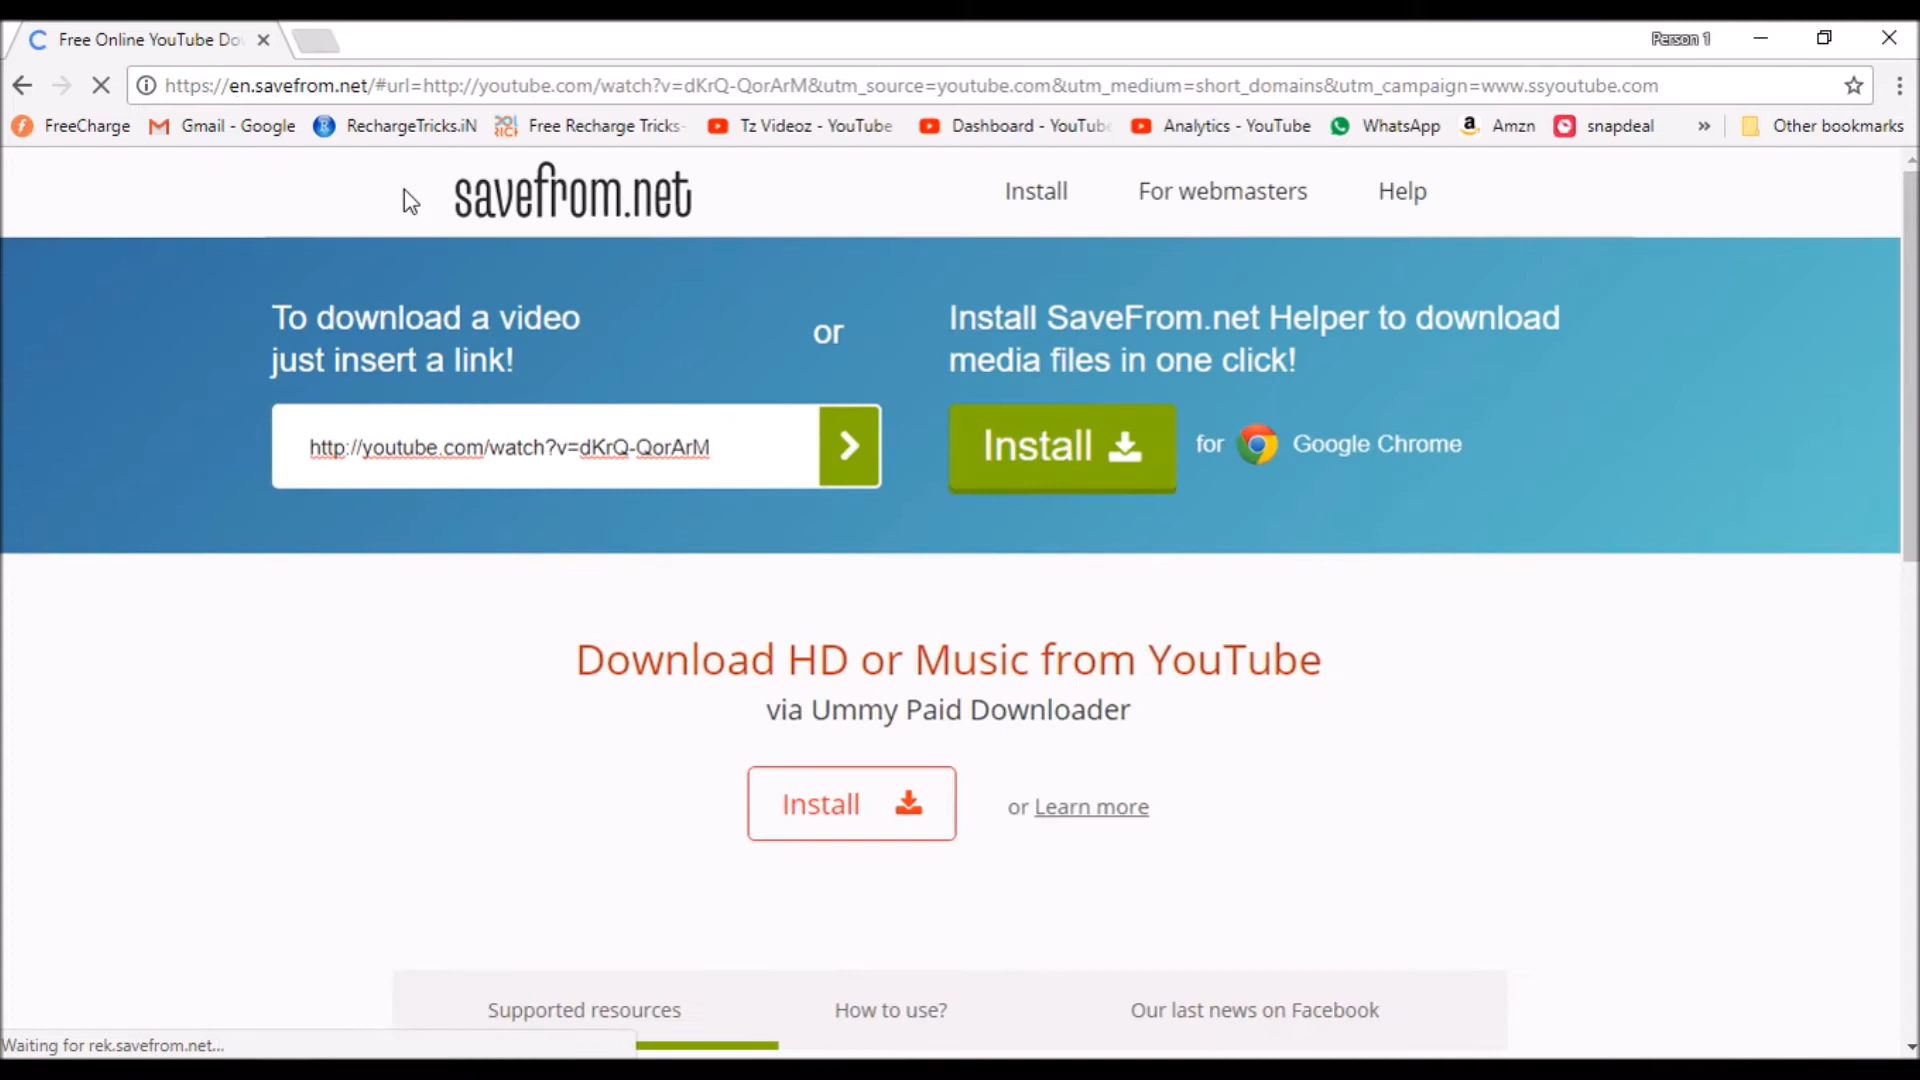 Free Online YouTube Do
Person 1
https://en.savefrom.net/#url=http://youtube.com/watch?v=dKrQ-QorArM&utm_source=youtube.com&utm_medium=short_domains&utm_campaign=www.ssyoutube.com
FreeCharge Gmail - Google RechargeTricks.iN Free Recharge Tricks- Tz Videoz - YouTube Dashboard - YouTube Analytics - YouTube WhatsApp Amzn snapdeal » Other bookmarks
savefrom.net Install For webmasters Help
To download a video
just insert a link!
or
Install SaveFrom.net Helper to download
media files in one click!
http://youtube.com/watch?v=dKrQ-QorArM
Install for Google Chrome
Download HD or Music from YouTube
via Ummy Paid Downloader
Install or Learn more
Supported resources How to use? Our last news on Facebook
Waiting for rek.savefrom.net...